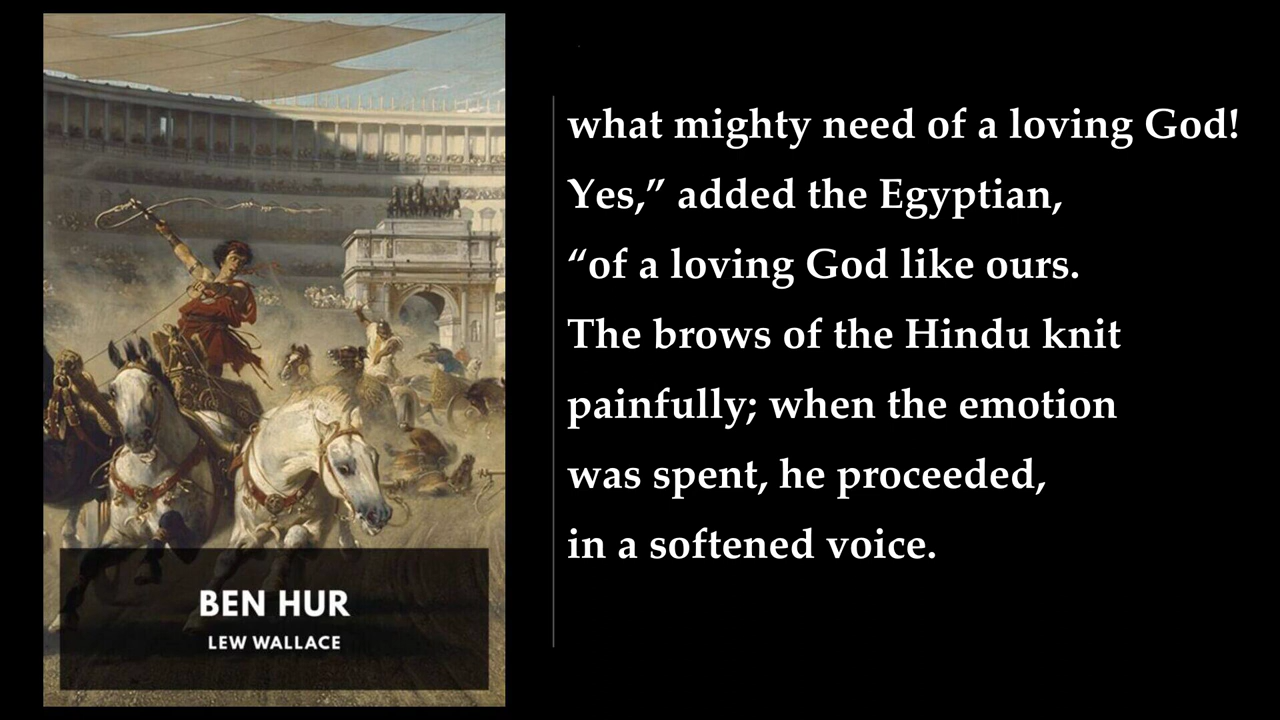 BEN HUR
LEW WALLACE
what mighty need of a loving God!
Yes,” added the Egyptian,
“of a loving God like ours.
The brows of the Hindu knit
painfully; when the emotion
was spent, he proceeded,
in a softened voice.